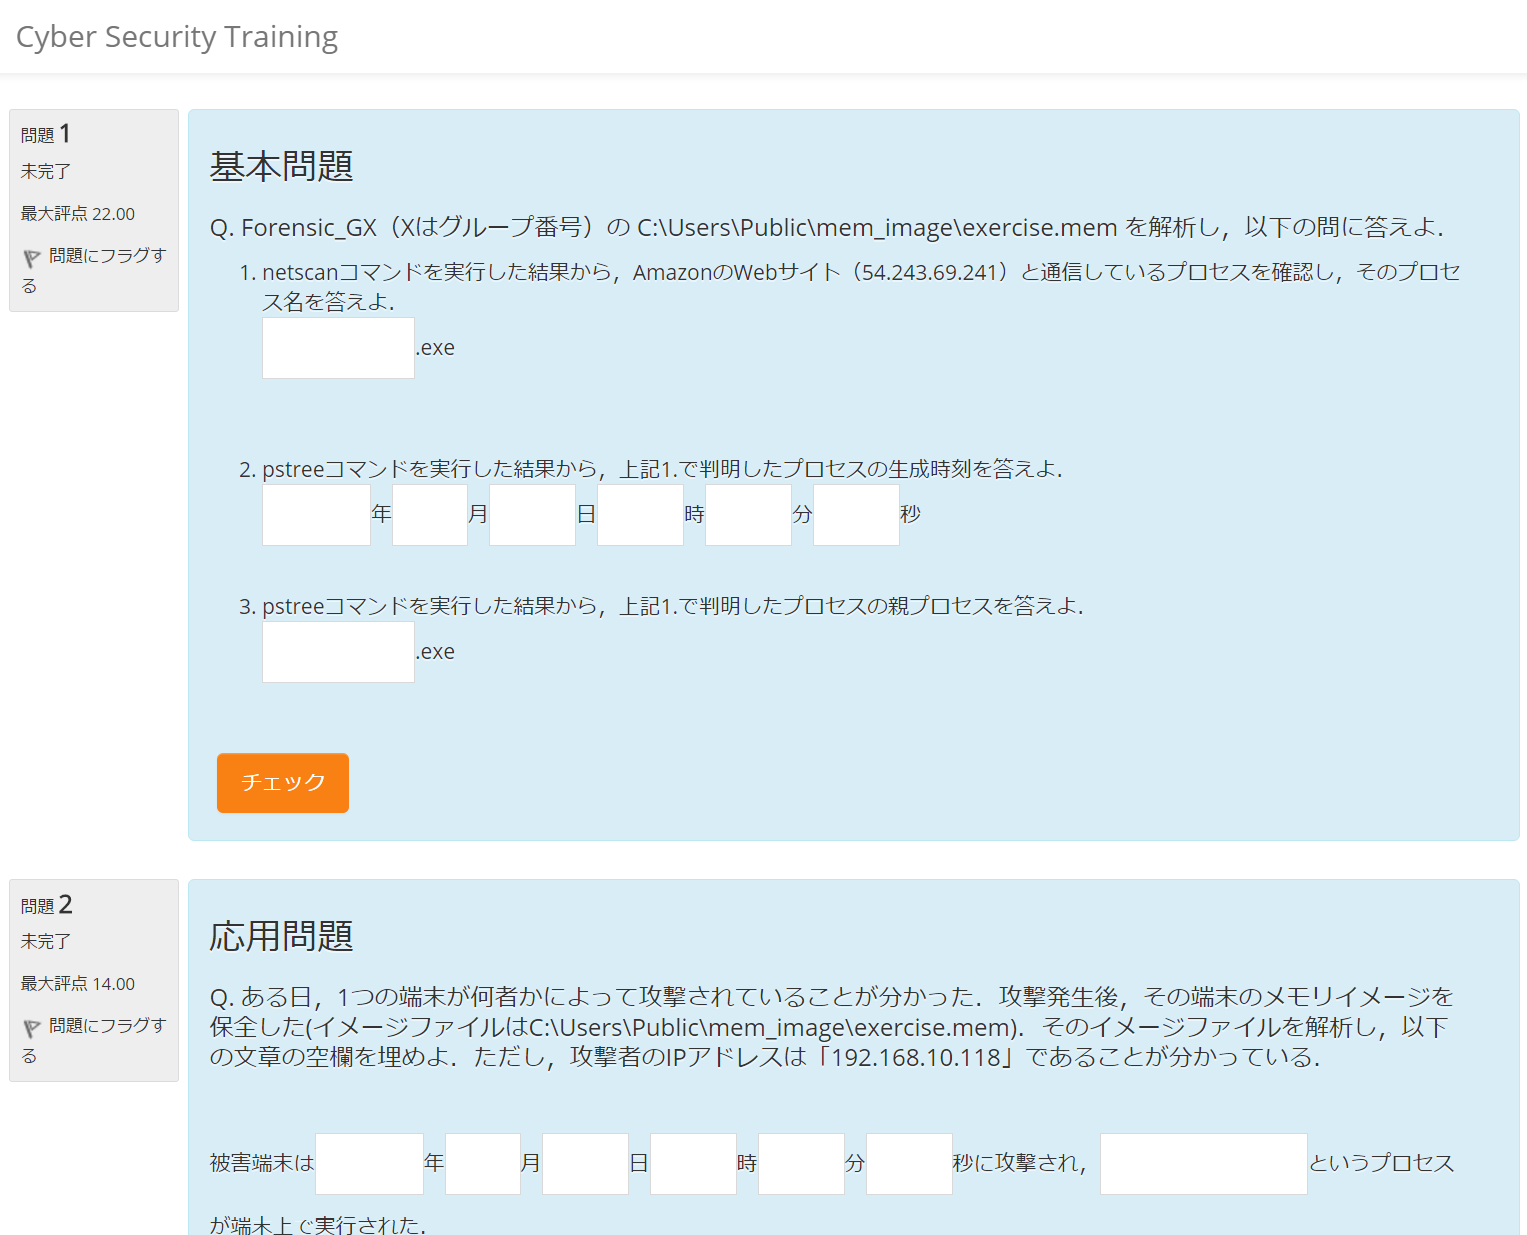 Cyber Security Training
問題 1
未完了
最大評点 22.00
問題にフラグす
る
基本問題
Q. Forensic_GX（Xはグループ番号）の C:\Users\Public\mem_image\exercise.mem を解析し，以下の問に答えよ．
1. netscanコマンドを実行した結果から，AmazonのWebサイト（54.243.69.241）と通信しているプロセスを確認し，そのプロセ
ス名を答えよ．
.exe
2. pstreeコマンドを実行した結果から，上記1.で判明したプロセスの生成時刻を答えよ．
年 月 日 時 分 秒
3. pstreeコマンドを実行した結果から，上記1.で判明したプロセスの親プロセスを答えよ．
.exe
チェック
問題 2
未完了
最大評点 14.00
問題にフラグす
る
応用問題
Q. ある日，1つの端末が何者かによって攻撃されていることが分かった．攻撃発生後，その端末のメモリイメージを
保全した(イメージファイルはC:\Users\Public\mem_image\exercise.mem)．そのイメージファイルを解析し，以下
の文章の空欄を埋めよ．ただし，攻撃者のIPアドレスは「192.168.10.118」であることが分かっている．
被害端末は 年 月 日 時 分 秒に攻撃され， というプロセス
が端末上で実行された．